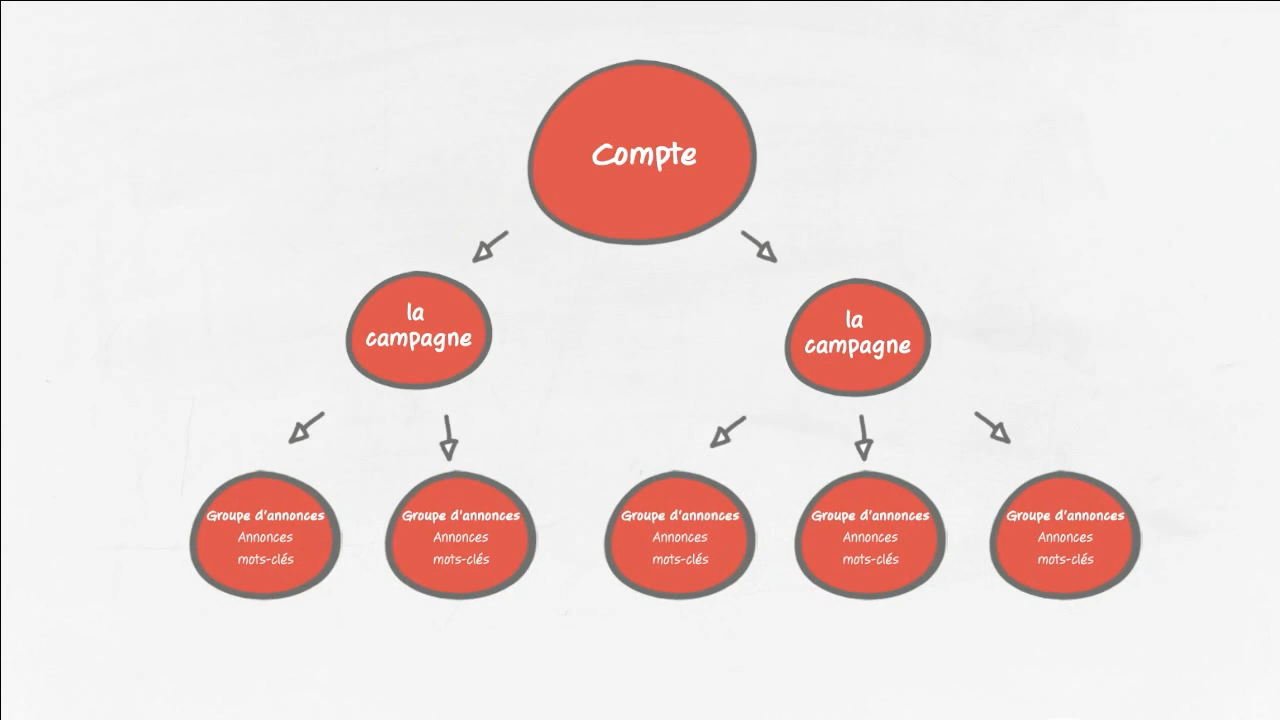 Compte
la
campagne
la
campagne
Groupe d'annonces
Annonces
mots-clés
Groupe d'annonces
Annonces
mots-clés
Groupe d'annonces
Annonces
mots-clés
Groupe d'annonces
Annonces
mots-clés
Groupe d'annonces
Annonces
mots-clés